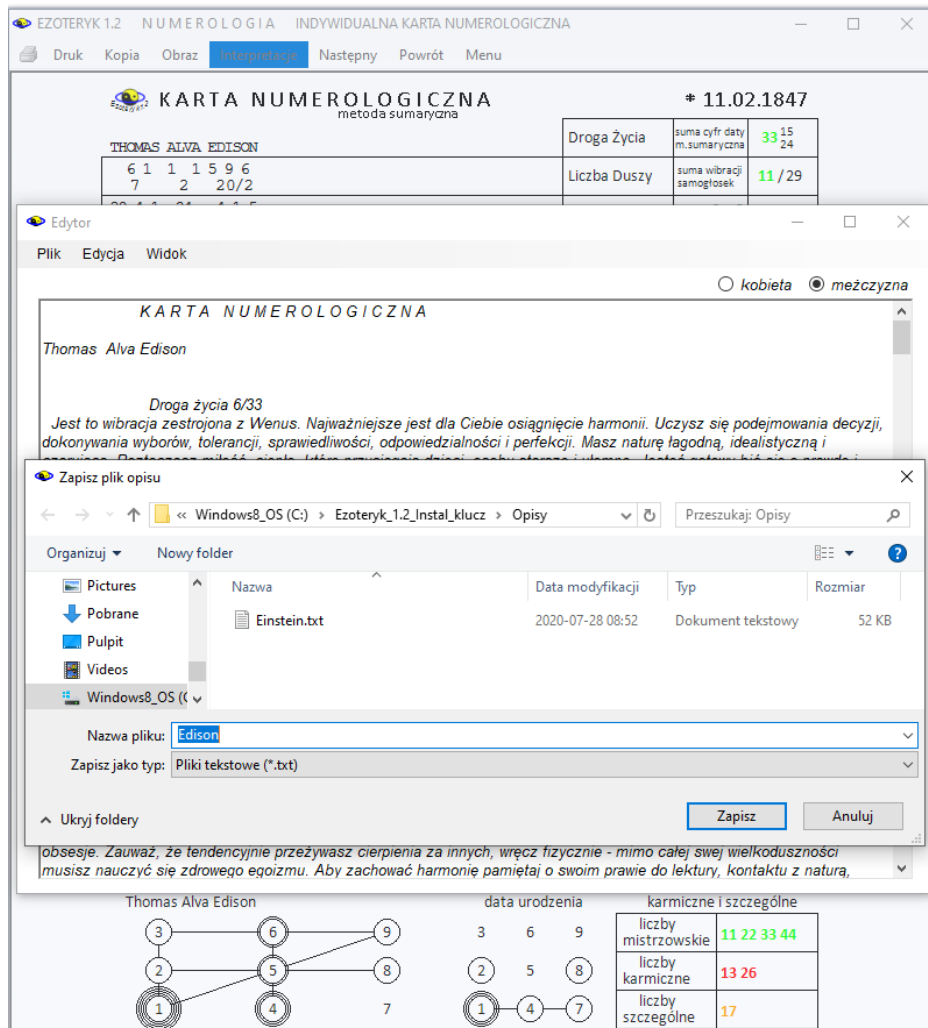 EZOTERYK 1.2 N U M E R O L O G I A INDYWIDUALNA KARTA NUMEROLOGICZNA
Druk Kopia Obraz Interpretacje Następny Powrót Menu
KARTA NUMEROLOGICZNA
metoda sumaryczna
* 11.02.1847
THOMAS ALVA EDISON
Droga Życia suma cyfr daty m.sumaryczna 33 15 24
6 1 1 1 5 9 6
7 2 20/2
Liczba Duszy suma wibracji samogłosek 11 / 29
Edytor
Plik Edycja Widok
kobieta meżczyzna
K A R T A N U M E R O L O G I C Z N A
Thomas Alva Edison
Droga życia 6/33
Jest to wibracja zestrojona z Wenus. Najważniejsze jest dla Ciebie osiągnięcie harmonii. Uczysz się podejmowania decyzji,
dokonywania wyborów, tolerancji, sprawiedliwości, odpowiedzialności i perfekcji. Masz naturę łagodną, idealistyczną i
Zapisz plik opisu
« Windows8_OS (C:) › Ezoteryk_1.2_Instal_klucz › Opisy
Przeszukaj: Opisy
Organizuj Nowy folder
Pictures
Pobrane
Pulpit
Videos
Windows8_OS (C
Nazwa Data modyfikacji Typ Rozmiar
Einstein.txt 2020-07-28 08:52 Dokument tekstowy 52 KB
Nazwa pliku: Edison
Zapisz jako typ: Pliki tekstowe (*.txt)
Ukryj foldery
Zapisz Anuluj
obsesje. Zauważ, że tendencyjnie przeżywasz cierpienia za innych, wręcz fizycznie - mimo całej swej wielkoduszności
musisz nauczyć się zdrowego egoizmu. Aby zachować harmonię pamiętaj o swoim prawie do lektury, kontaktu z naturą,
Thomas Alva Edison data urodzenia karmiczne i szczególne
3 6 9 3 6 9 liczby mistrzowskie 11 22 33 44
2 5 8 2 5 8 liczby karmiczne 13 26
1 4 7 1 4 7 liczby szczególne 17